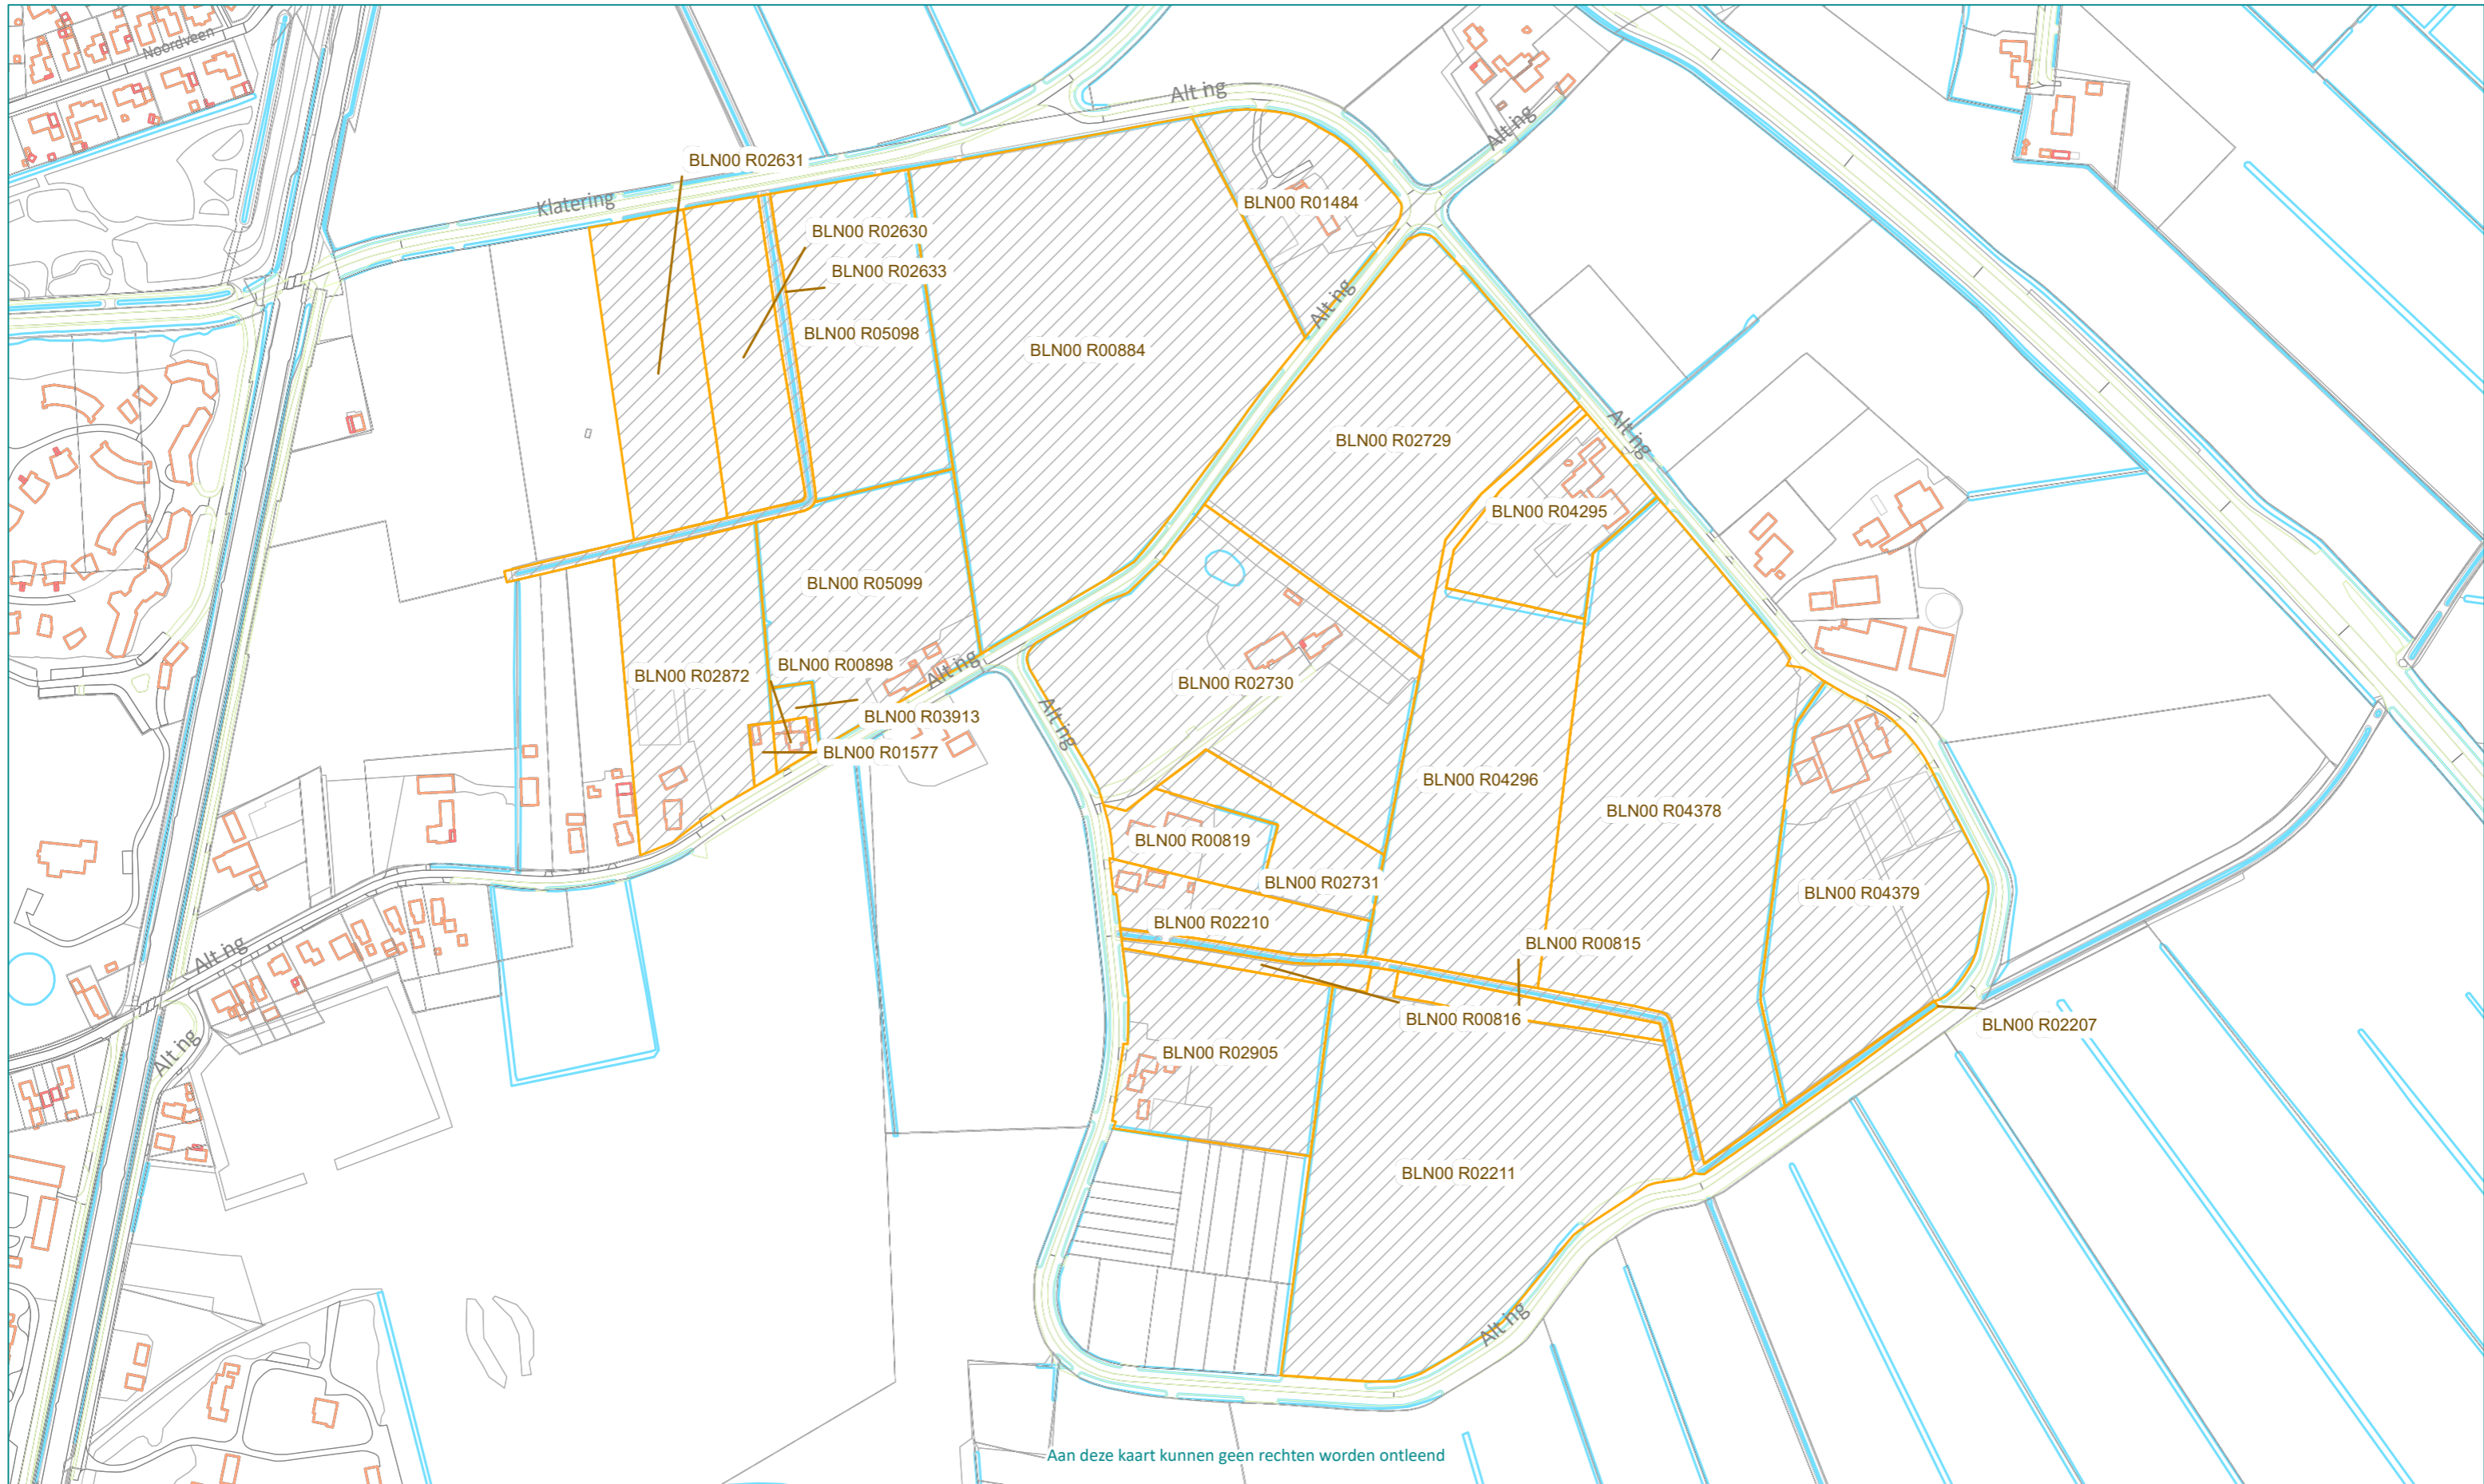 Noordveen
Alt ng
Alt ng
BLN00 R02631
Klatering
BLN00 R01484
BLN00 R02630
BLN00 R02633
Alt ng
BLN00 R05098
BLN00 R00884
Alt ng
BLN00 R02729
BLN00 R04295
BLN00 R05099
BLN00 R00898
Alt ng
BLN00 R02872
BLN00 R02730
BLN00 R03913
Alt ng
BLN00 R01577
BLN00 R04296
BLN00 R04378
BLN00 R00819
BLN00 R02731
BLN00 R04379
BLN00 R02210
BLN00 R00815
Alt ng
BLN00 R00816
BLN00 R02207
Alt ng
BLN00 R02905
BLN00 R02211
Alt ng
Aan deze kaart kunnen geen rechten worden ontleend